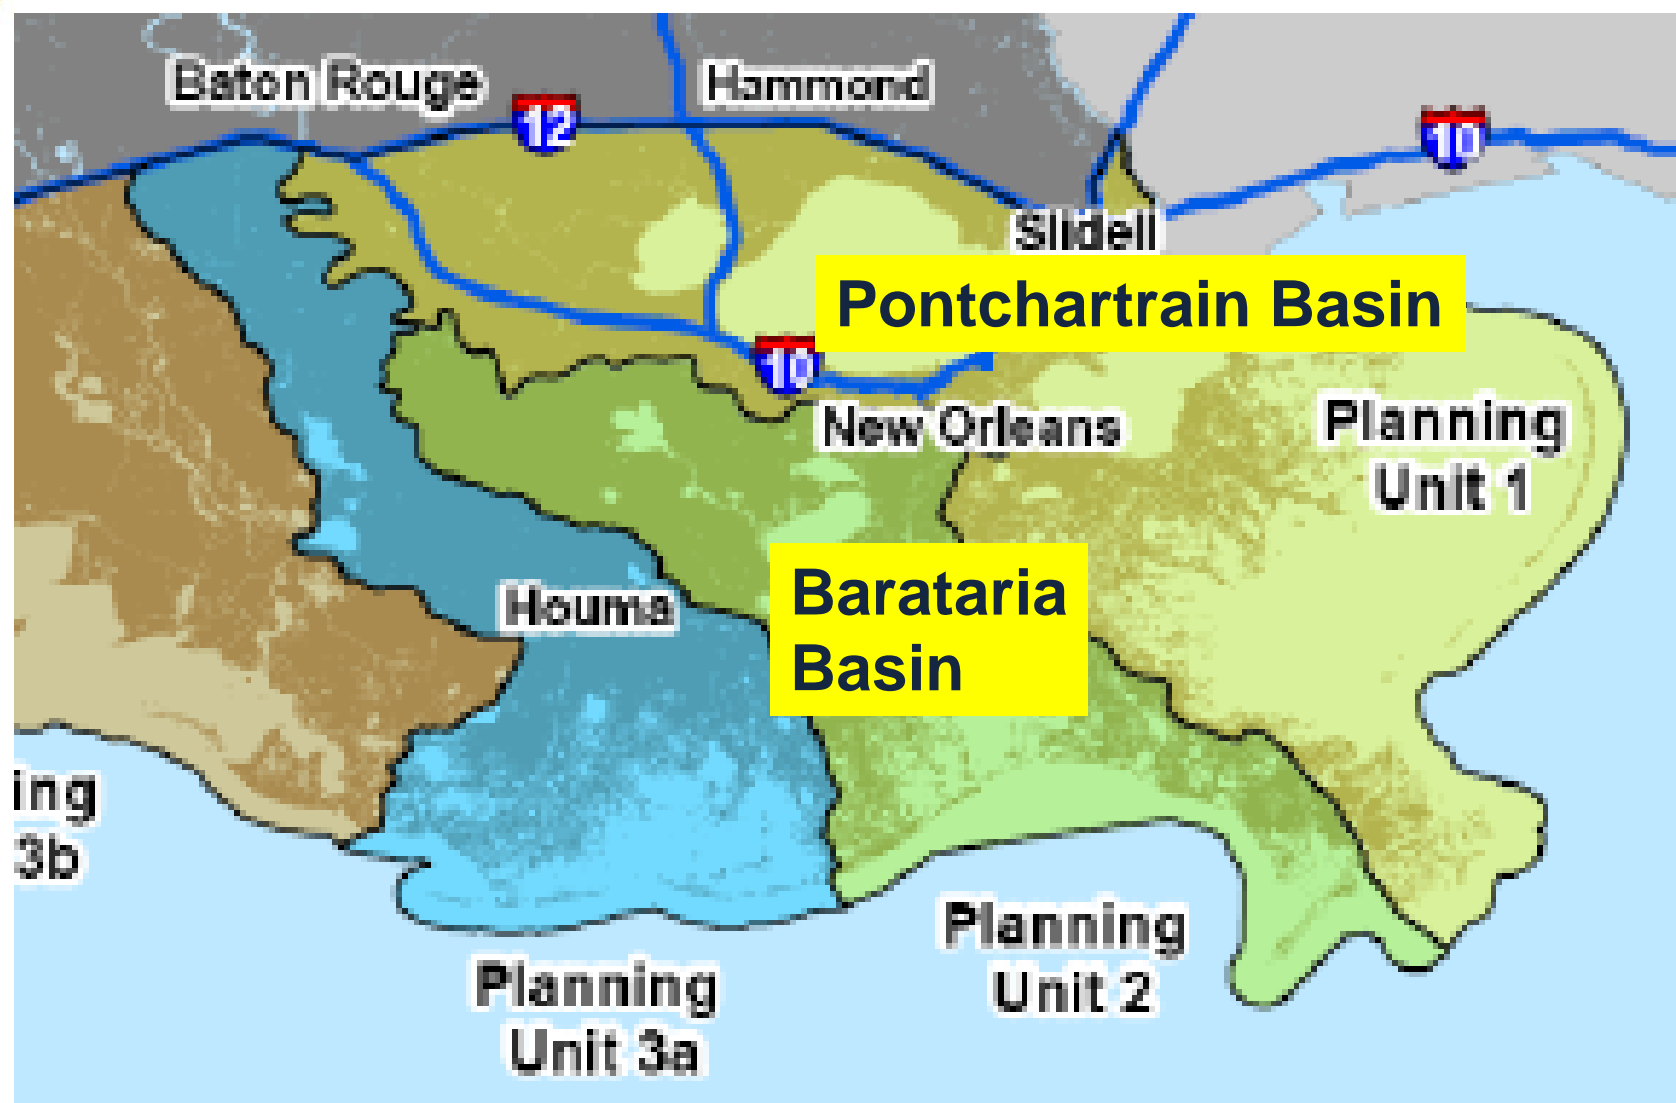 Baton Rouge
Hammond
12
10
Slidell
Pontchartrain Basin
10
New Orleans
Planning
Unit 1
Barataria
Basin
Houma
ing
3b
Planning
Unit 2
Planning
Unit 3a